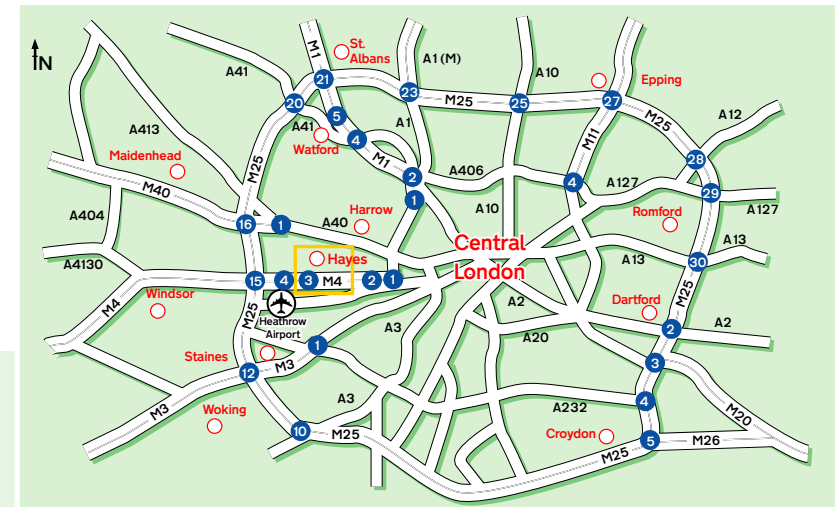 N
M1
St.
Albans
A1 (M)
A10
Epping
A41
21
20
23
M25
25
27
A12
5
A41
Watford
4
A1
M1
M11
M25
A413
Maidenhead
M25
2
A406
4
A127
28
M40
1
A10
29
A127
A404
16
1
A40
Harrow
Romford
A4130
Hayes
Central
London
A13
A13
30
15
4
3
M4
2
1
M4
Windsor
M25
Heathrow
Airport
A2
Dartford
M25
A3
A20
2
A2
Staines
1
3
12
M3
M3
A3
A232
4
M20
Woking
10
M25
Croydon
5
M26
M25